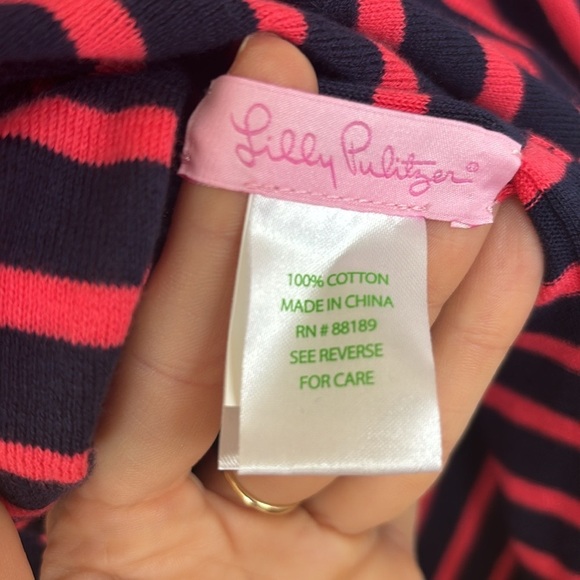 Lilly Pulitzer®
100% COTTON
MADE IN CHINA
RN # 88189
SEE REVERSE
FOR CARE